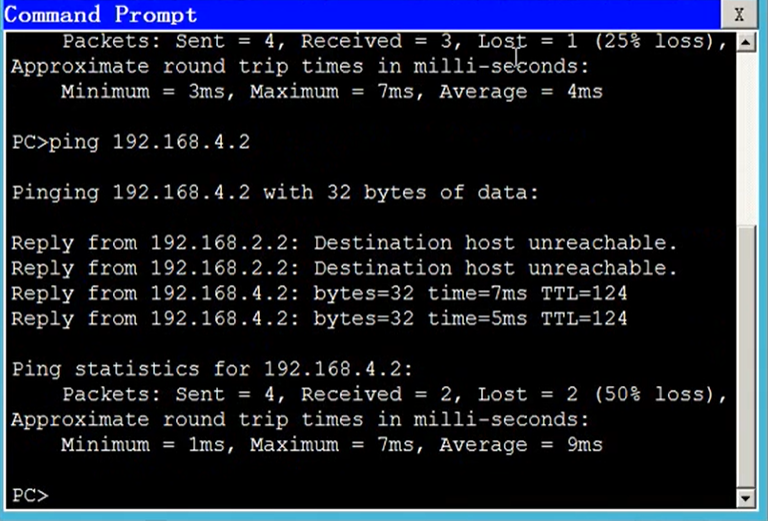 Command Prompt
X
Packets: Sent = 4, Received = 3, Lost = 1 (25% loss),
Approximate round trip times in milli-seconds:
Minimum = 3ms, Maximum = 7ms, Average = 4ms
PC>ping 192.168.4.2
Pinging 192.168.4.2 with 32 bytes of data:
Reply from 192.168.2.2: Destination host unreachable.
Reply from 192.168.2.2: Destination host unreachable.
Reply from 192.168.4.2: bytes=32 time=7ms TTL=124
Reply from 192.168.4.2: bytes=32 time=5ms TTL=124
Ping statistics for 192.168.4.2:
Packets: Sent = 4, Received = 2, Lost = 2 (50% loss),
Approximate round trip times in milli-seconds:
Minimum = 1ms, Maximum = 7ms, Average = 9ms
PC>